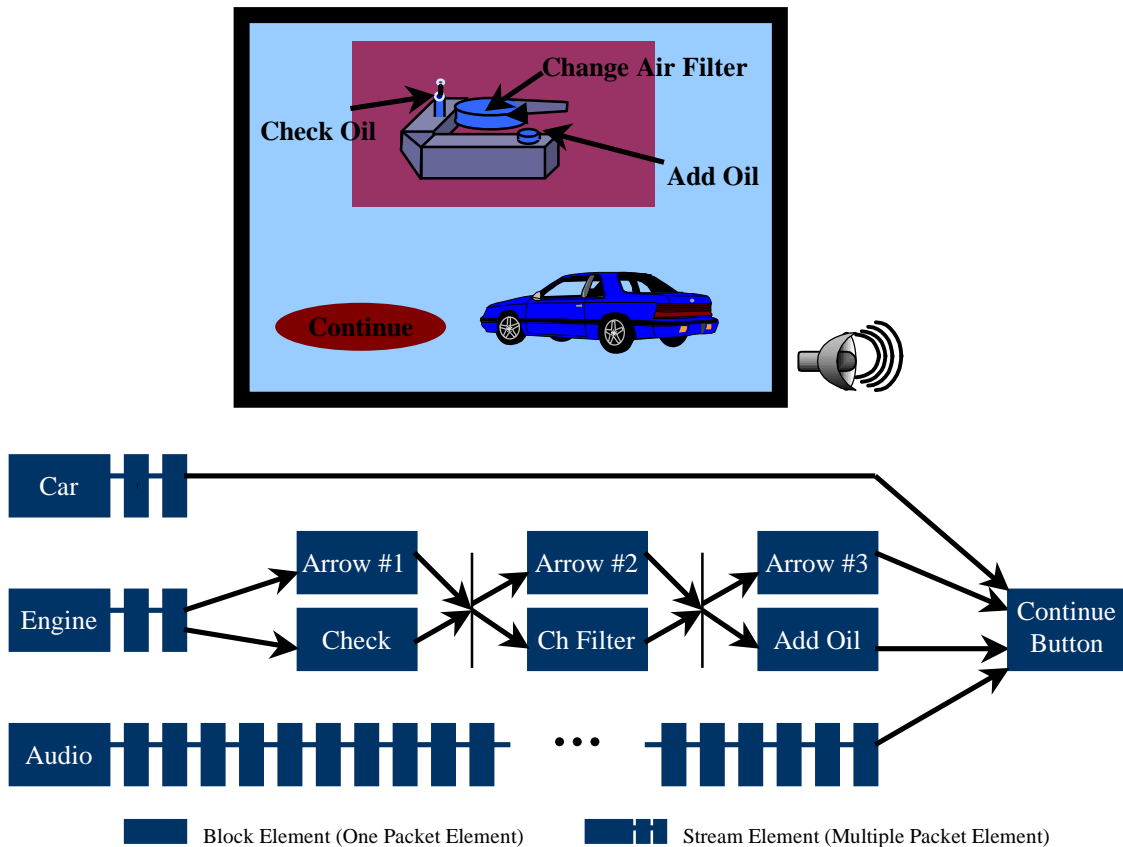 Change Air Filter
Check Oil
Add Oil
Continue
Car
Arrow #1
Arrow #2
Arrow #3
Engine
Check
Ch Filter
Add Oil
Continue
Button
Audio
...
Block Element (One Packet Element)
Stream Element (Multiple Packet Element)